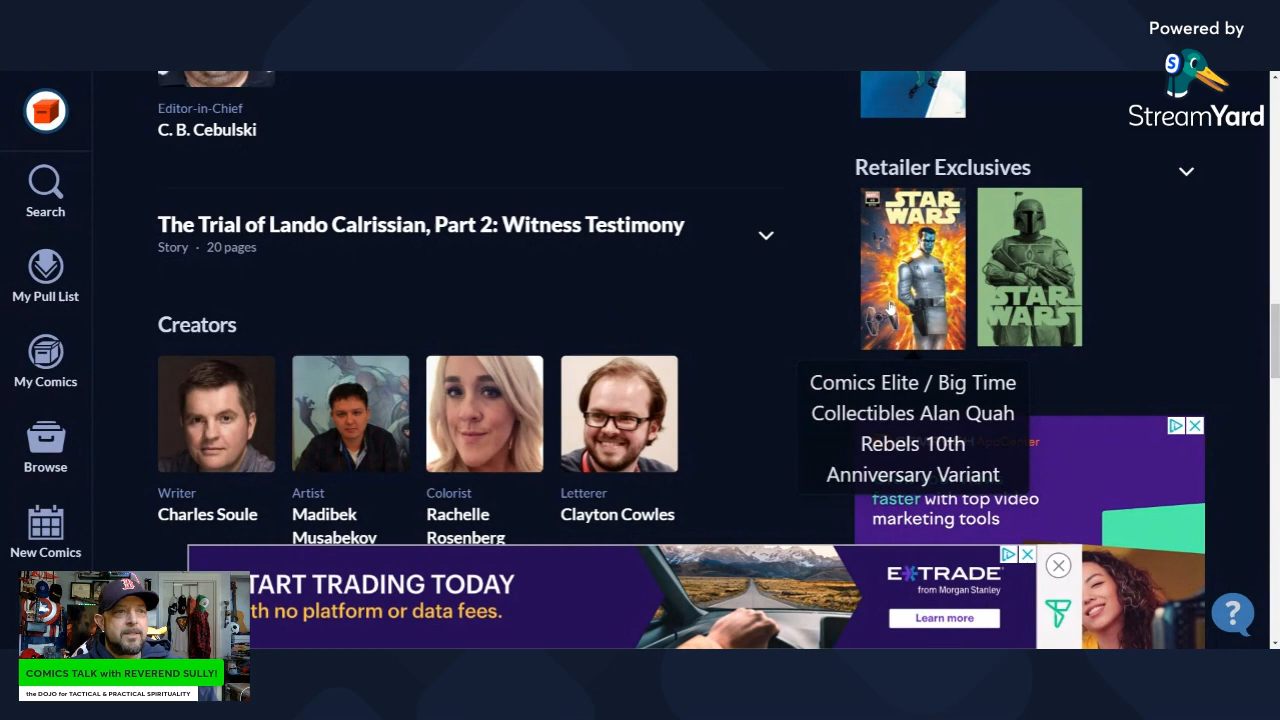 Powered by
StreamYard
Editor-in-Chief
C. B. Cebulski
Search
My Pull List
My Comics
Browse
New Comics
The Trial of Lando Calrissian, Part 2: Witness Testimony
Story · 20 pages
Creators
Writer
Charles Soule
Artist
Madibek
Musabekov
Colorist
Rachelle
Rosenberg
Letterer
Clayton Cowles
Retailer Exclusives
STAR
WARS
STAR
WARS
Comics Elite / Big Time
Collectibles Alan Quah
Rebels 10th
Anniversary Variant
AppCenter
faster with top video
marketing tools
TART TRADING TODAY
th no platform or data fees.
E*TRADE
from Morgan Stanley
Learn more
?
COMICS TALK with REVEREND SULLY!
the DOJO for TACTICAL & PRACTICAL SPIRITUALITY